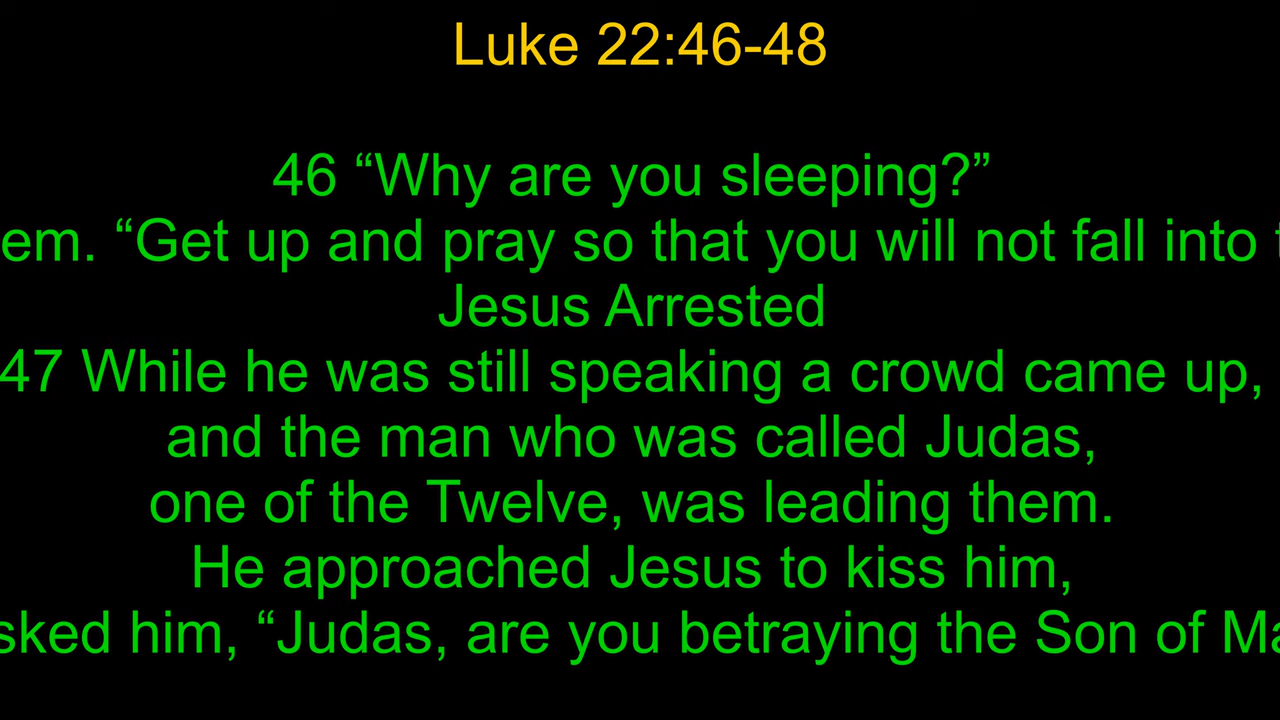 Luke 22:46-48
46 “Why are you sleeping?”
em. “Get up and pray so that you will not fall into
Jesus Arrested
47 While he was still speaking a crowd came up,
and the man who was called Judas,
one of the Twelve, was leading them.
He approached Jesus to kiss him,
sked him, “Judas, are you betraying the Son of Ma